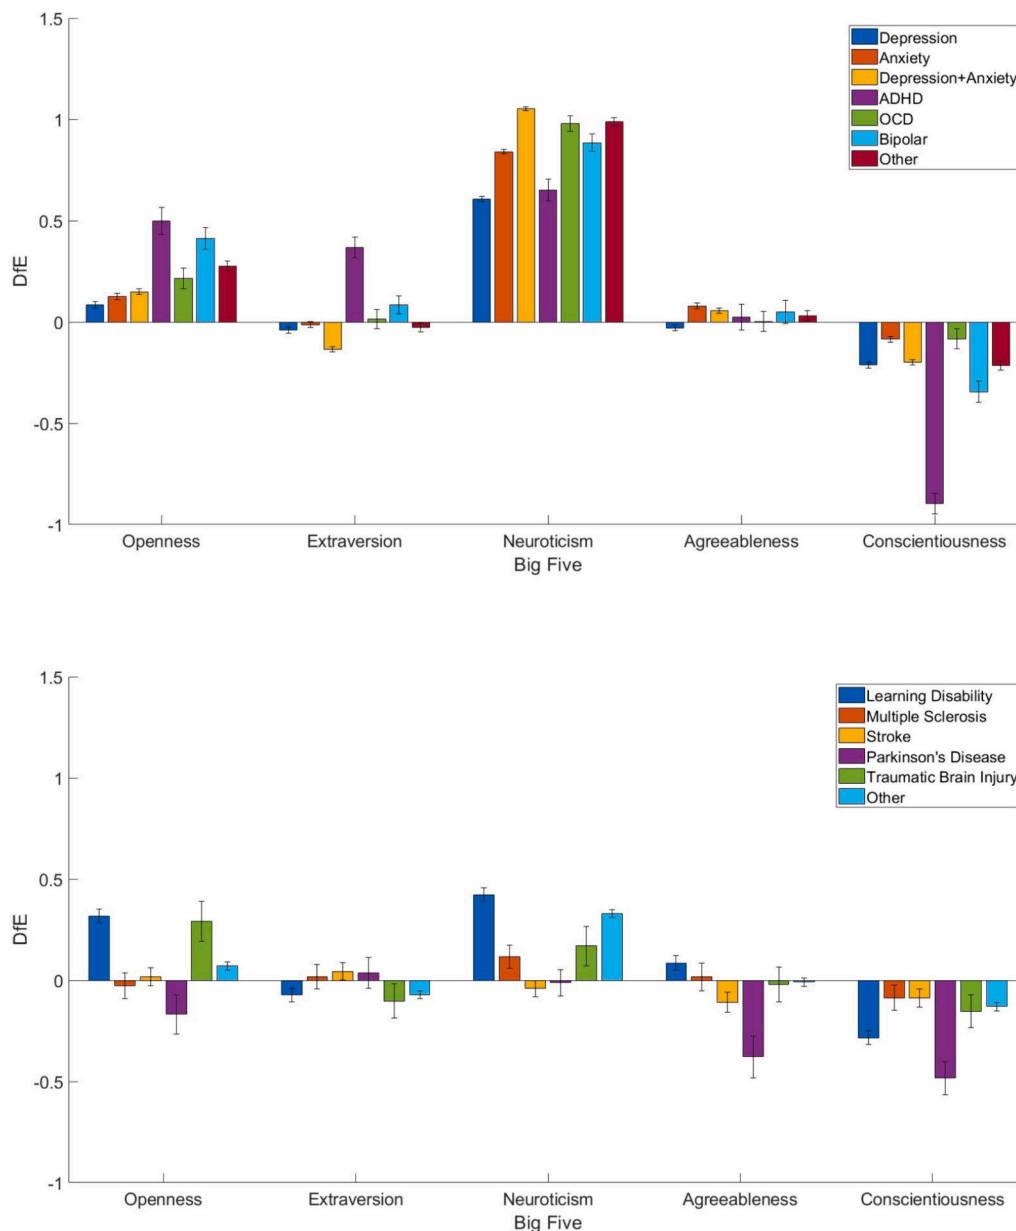 1.5
1
0.5
0
-0.5
-1
DfE
Depression
Anxiety
Depression+Anxiety
ADHD
OCD
Bipolar
Other
Openness Extraversion Neuroticism Agreeableness Conscientiousness
Big Five
1.5
1
0.5
0
-0.5
-1
DfE
Learning Disability
Multiple Sclerosis
Stroke
Parkinson's Disease
Traumatic Brain Injury
Other
Openness Extraversion Neuroticism Agreeableness Conscientiousness
Big Five